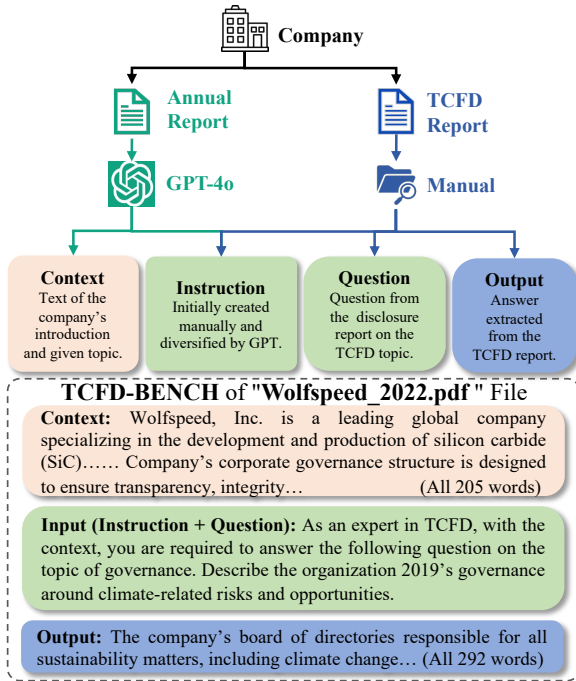 Company
Annual
Report
TCFD
Report
GPT-4o
Manual
Context
Text of the
company's
introduction
and given topic.
Instruction
Initially created
manually and
diversified by GPT.
Question
Question from
the disclosure
report on the
TCFD topic.
Output
Answer
extracted
from the
TCFD report.
TCFD-BENCH of "Wolfspeed_2022.pdf " File
Context: Wolfspeed, Inc. is a leading global company
specializing in the development and production of silicon carbide
(SiC)…… Company's corporate governance structure is designed
to ensure transparency, integrity… (All 205 words)
Input (Instruction + Question): As an expert in TCFD, with the
context, you are required to answer the following question on the
topic of governance. Describe the organization 2019's governance
around climate-related risks and opportunities.
Output: The company's board of directories responsible for all
sustainability matters, including climate change… (All 292 words)